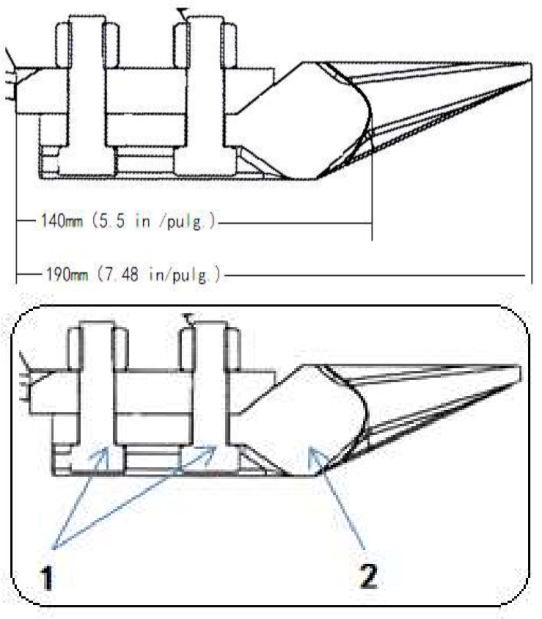 140mm (5.5 in /pulg.)
190mm (7.48 in/pulg.)
1
2